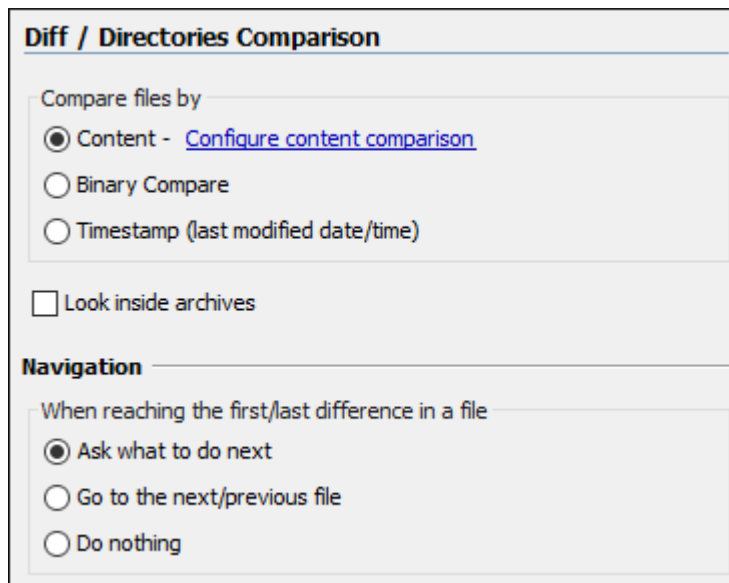 Diff / Directories Comparison
Compare files by
Content - Configure content comparison
Binary Compare
Timestamp (last modified date/time)
Look inside archives
Navigation
When reaching the first/last difference in a file
Ask what to do next
Go to the next/previous file
Do nothing